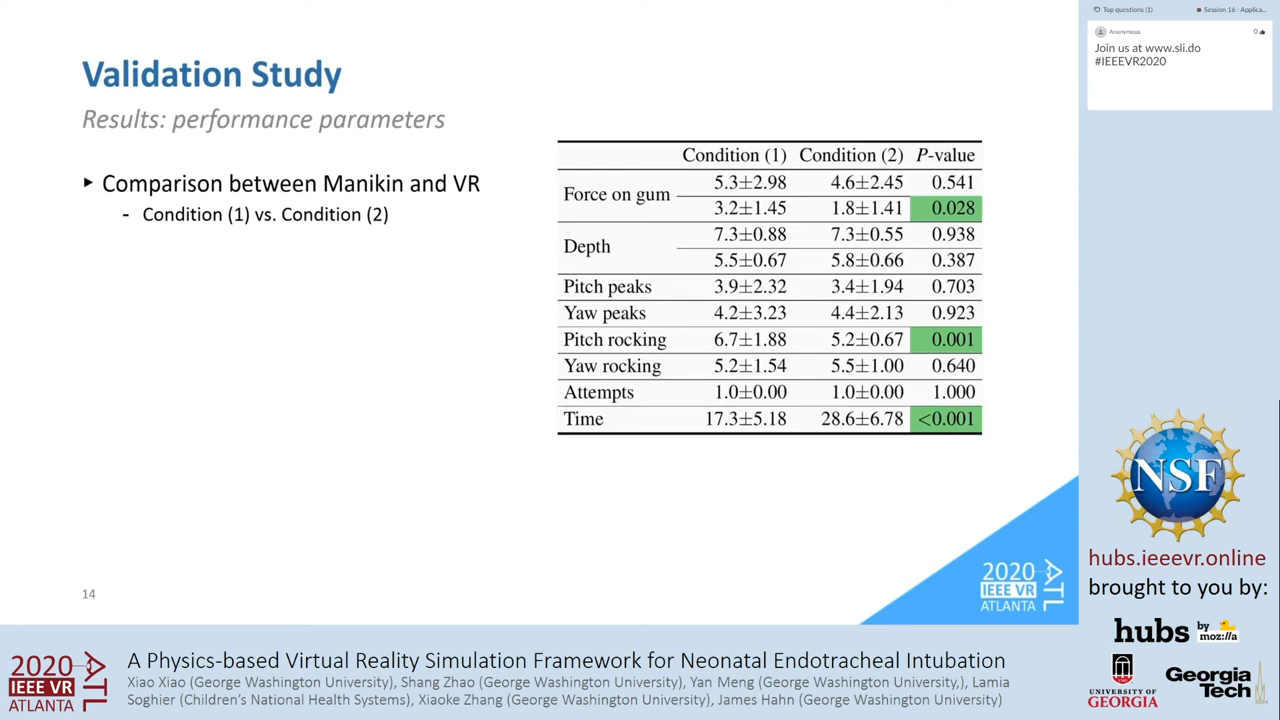 Validation Study
Results: performance parameters
‣ Comparison between Manikin and VR
- Condition (1) vs. Condition (2)
Condition (1) Condition (2) P-value
Force on gum 5.3±2.98 4.6±2.45 0.541
3.2±1.45 1.8±1.41 0.028
Depth 7.3±0.88 7.3±0.55 0.938
5.5±0.67 5.8±0.66 0.387
Pitch peaks 3.9±2.32 3.4±1.94 0.703
Yaw peaks 4.2±3.23 4.4±2.13 0.923
Pitch rocking 6.7±1.88 5.2±0.67 0.001
Yaw rocking 5.2±1.54 5.5±1.00 0.640
Attempts 1.0±0.00 1.0±0.00 1.000
Time 17.3±5.18 28.6±6.78 <0.001
14
2020
IEEE VR
ATLANTA
ATL
Top questions (1)
Session 16 : Applica...
Anonymous
0
Join us at www.sli.do
#IEEEVR2020
NSF
hubs.ieeevr.online
brought to you by:
hubs by moz://a
UNIVERSITY OF
GEORGIA
Georgia
Tech
2020
IEEE VR
ATLANTA
ATL
A Physics-based Virtual Reality Simulation Framework for Neonatal Endotracheal Intubation
Xiao Xiao (George Washington University), Shang Zhao (George Washington University), Yan Meng (George Washington University,), Lamia
Soghier (Children's National Health Systems), Xiaoke Zhang (George Washington University), James Hahn (George Washington University)